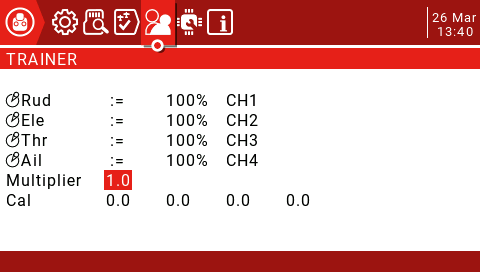 26 Mar
13:40
TRAINER
Rud := 100% CH1
Ele := 100% CH2
Thr := 100% CH3
Ail := 100% CH4
Multiplier 1.0
Cal 0.0 0.0 0.0 0.0